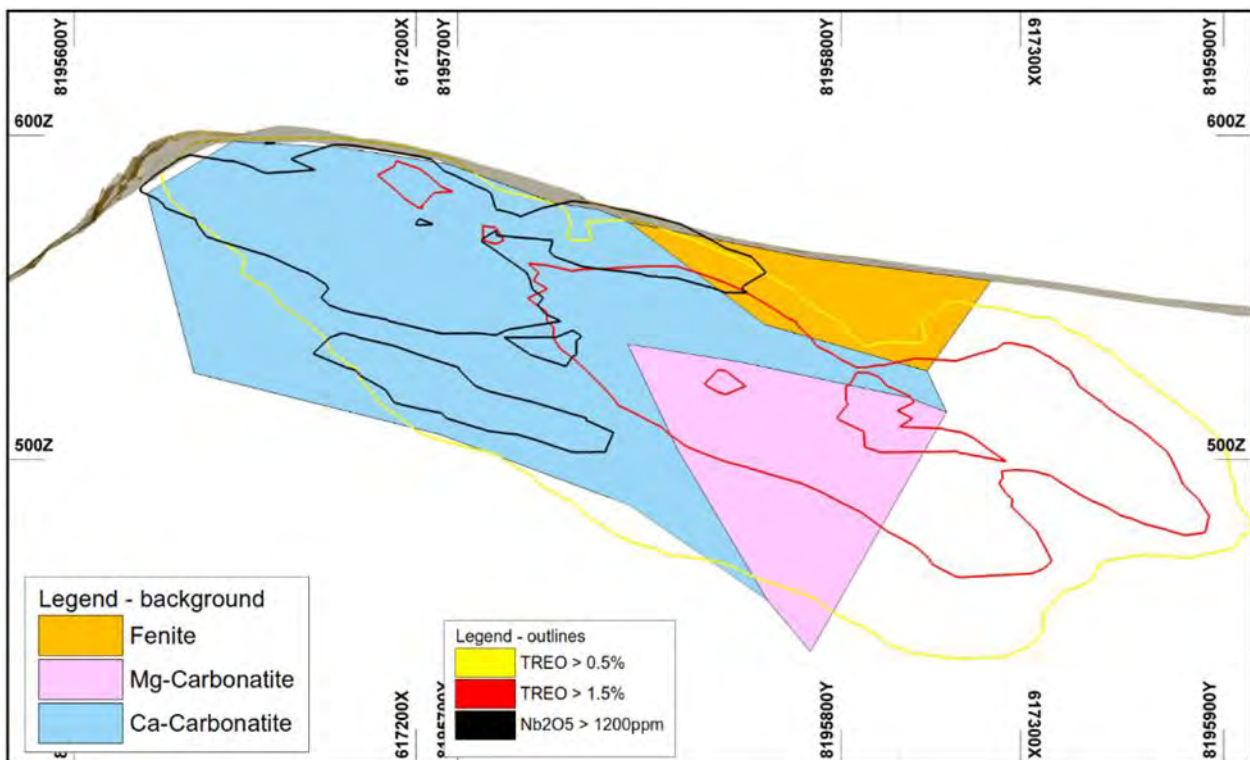 8195600Y
617200X
8195700Y
8195800Y
617300X
8195900Y
600Z
600Z
500Z
500Z
Legend - background
Fenite
Mg-Carbonatite
Ca-Carbonatite
Legend - outlines
TREO > 0.5%
TREO > 1.5%
Nb2O5 > 1200ppm
617200X
8195700Y
8195800Y
617300X
8195900Y